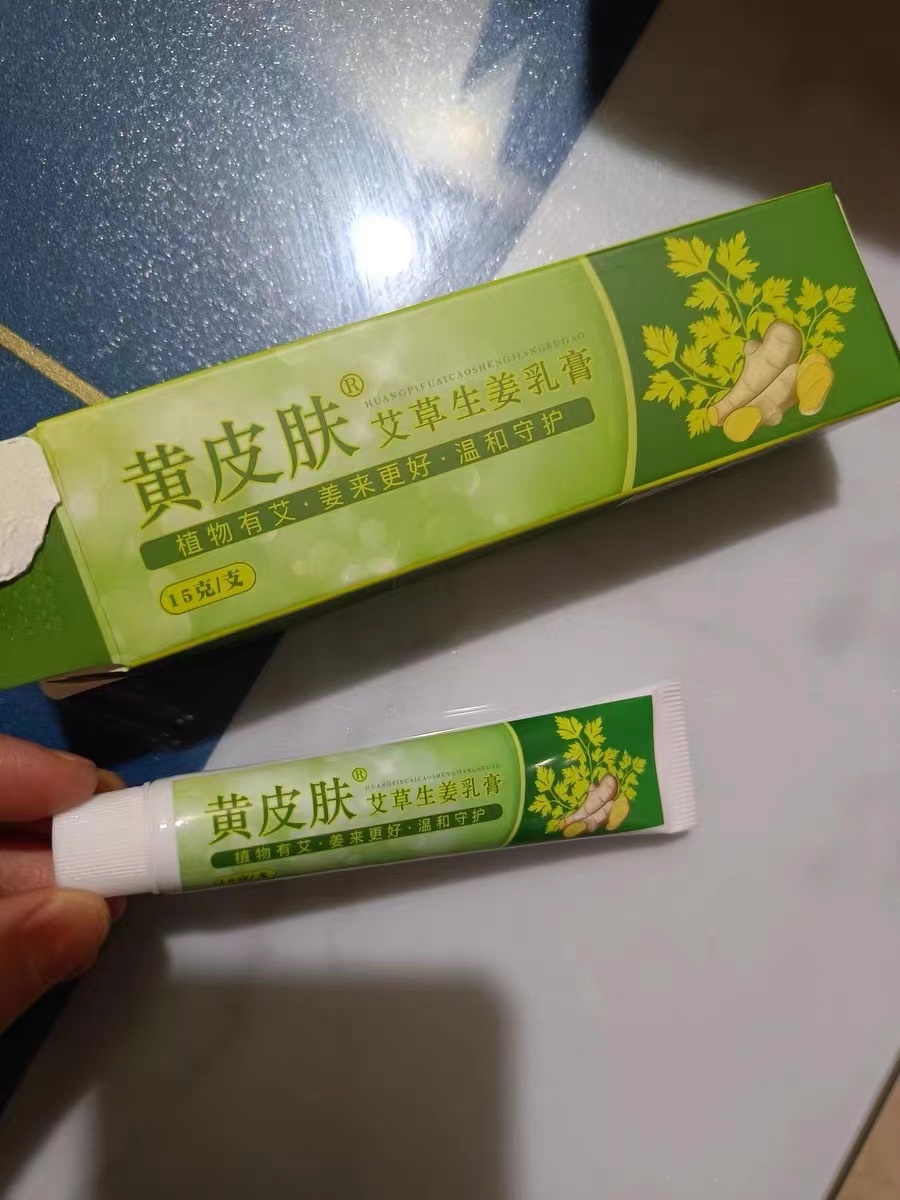 黄皮肤®
HUANGPIFUAICAOSHENGJIANGRUGAO
艾草生姜乳膏
植物有艾·姜来更好·温和守护
15克/支
黄皮肤®
艾草生姜乳膏
植物有艾·姜来更好·温和守护